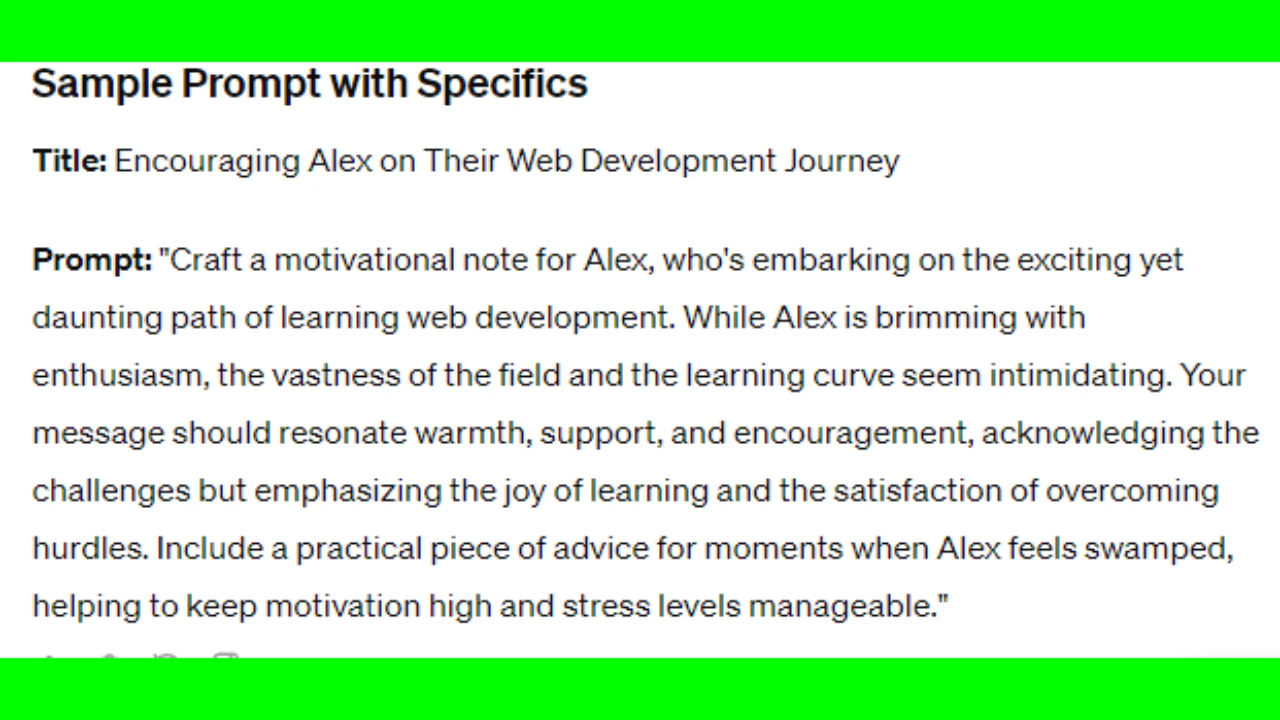 Sample Prompt with Specifics
Title: Encouraging Alex on Their Web Development Journey
Prompt: "Craft a motivational note for Alex, who's embarking on the exciting yet
daunting path of learning web development. While Alex is brimming with
enthusiasm, the vastness of the field and the learning curve seem intimidating. Your
message should resonate warmth, support, and encouragement, acknowledging the
challenges but emphasizing the joy of learning and the satisfaction of overcoming
hurdles. Include a practical piece of advice for moments when Alex feels swamped,
helping to keep motivation high and stress levels manageable."